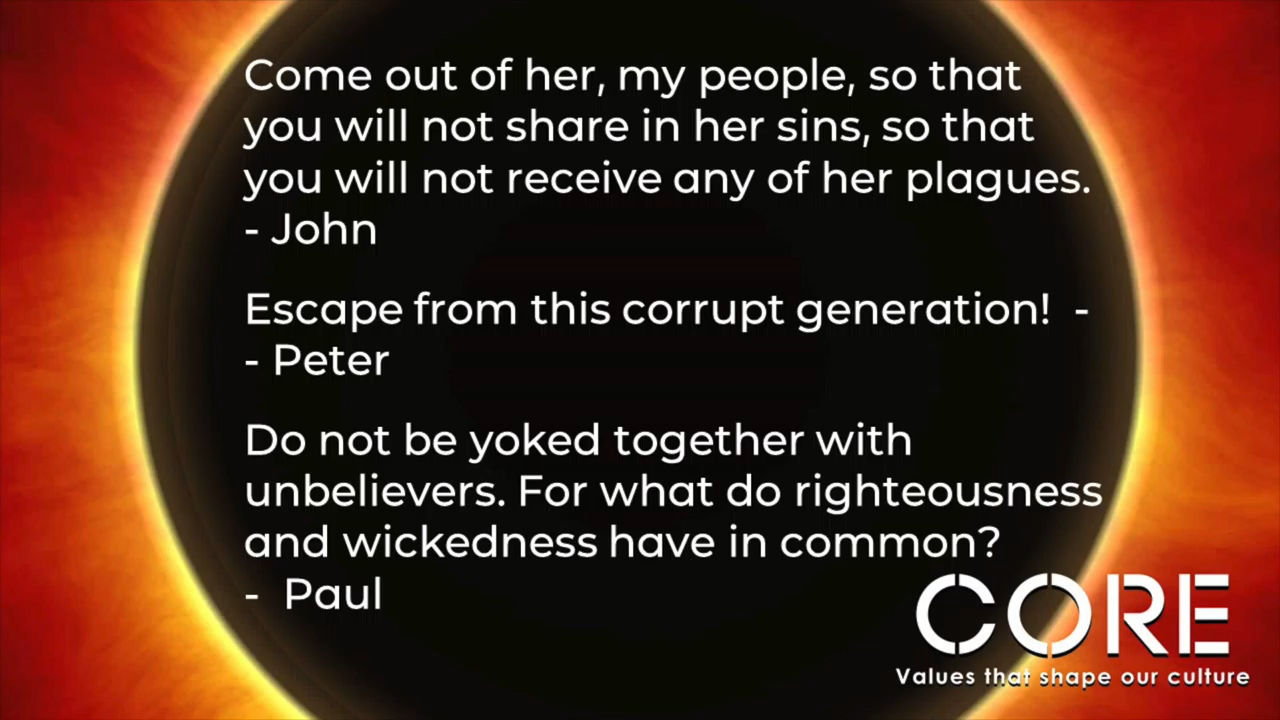 Come out of her, my people, so that
you will not share in her sins, so that
you will not receive any of her plagues.
- John
Escape from this corrupt generation!  -
- Peter
Do not be yoked together with
unbelievers. For what do righteousness
and wickedness have in common?
-  Paul
CORE
Values that shape our culture